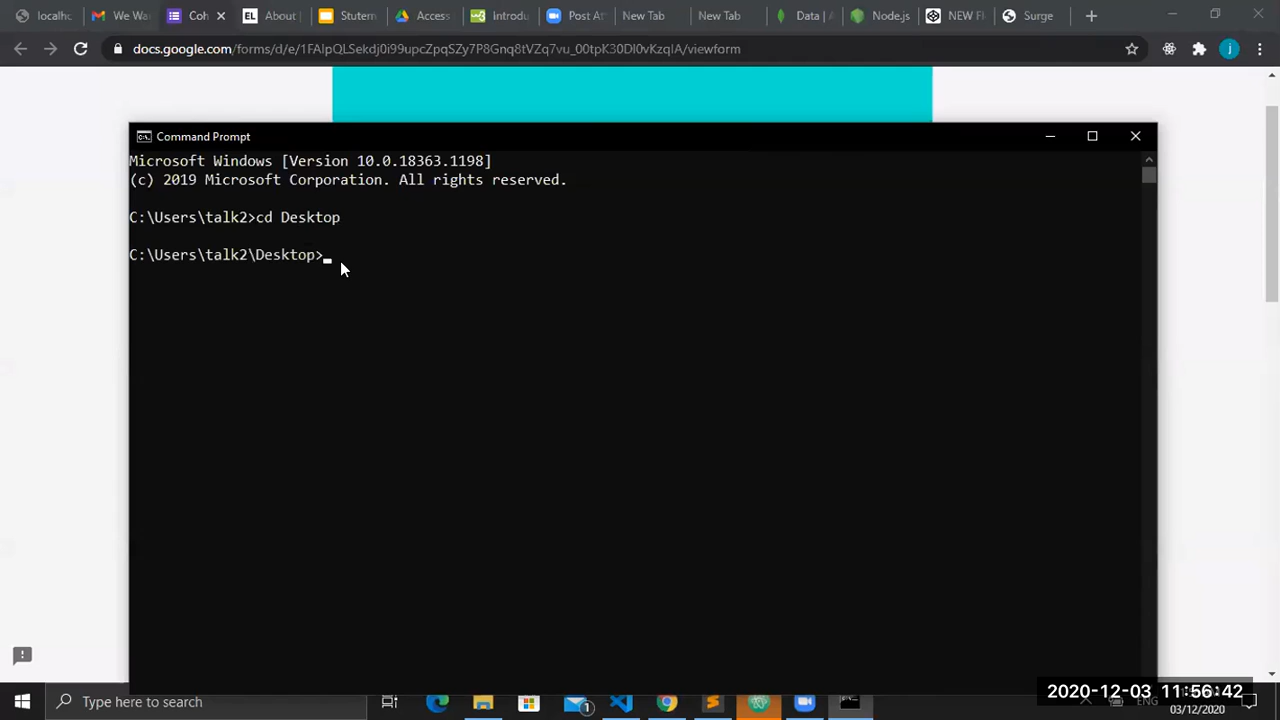 localhc
We Wa
Coh
About
Stutern
Access
Introdu
Post At
New Tab
New Tab
Data | A
Node.js
NEW F
Surge
docs.google.com/forms/d/e/1FAIpQLSekdj0i99upcZpqSZy7P8Gnq8tVZq7vu_00tpK30DI0vKzqIA/viewform
j
Command Prompt
Microsoft Windows [Version 10.0.18363.1198]
(c) 2019 Microsoft Corporation. All rights reserved.
C:\Users\talk2>cd Desktop
C:\Users\talk2\Desktop>
Type here to search
1
ENG
2020-12-03 11:56:42
03/12/2020